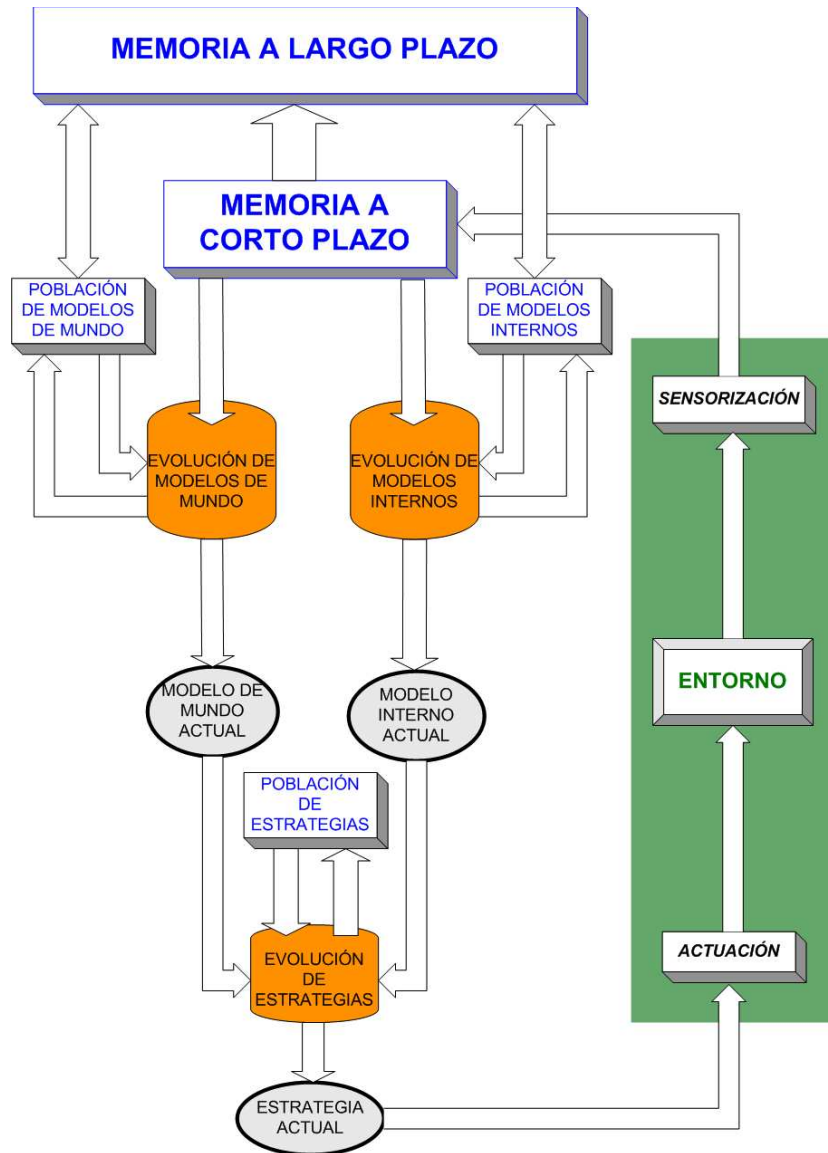 MEMORIA A LARGO PLAZO
MEMORIA A
CORTO PLAZO
POBLACIÓN
DE MODELOS
DE MUNDO
POBLACIÓN
DE MODELOS
INTERNOS
SENSORIZACIÓN
EVOLUCIÓN DE
MODELOS DE
MUNDO
EVOLUCIÓN DE
MODELOS
INTERNOS
ENTORNO
MODELO DE
MUNDO
ACTUAL
MODELO
INTERNO
ACTUAL
POBLACIÓN
DE
ESTRATEGIAS
EVOLUCIÓN
DE
ESTRATEGIAS
ACTUACIÓN
ESTRATEGIA
ACTUAL